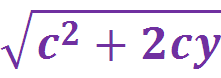 √(c² + 2cy)